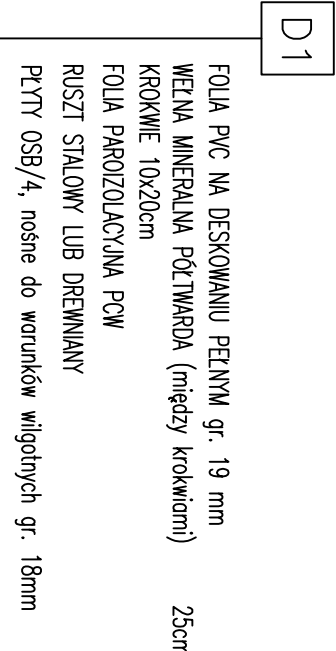 D1
FOLIA PVC NA DESKOWANIU PEŁNYM gr. 19 mm
WEŁNA MINERALNA PÓŁTWARDA (między krokwiami) 25cm
KROKWIE 10x20cm
FOLIA PAROIZOLACYJNA PCW
RUSZT STALOWY LUB DREWNIANY
PŁYTY OSB/4, nośne do warunków wilgotnych gr. 18mm